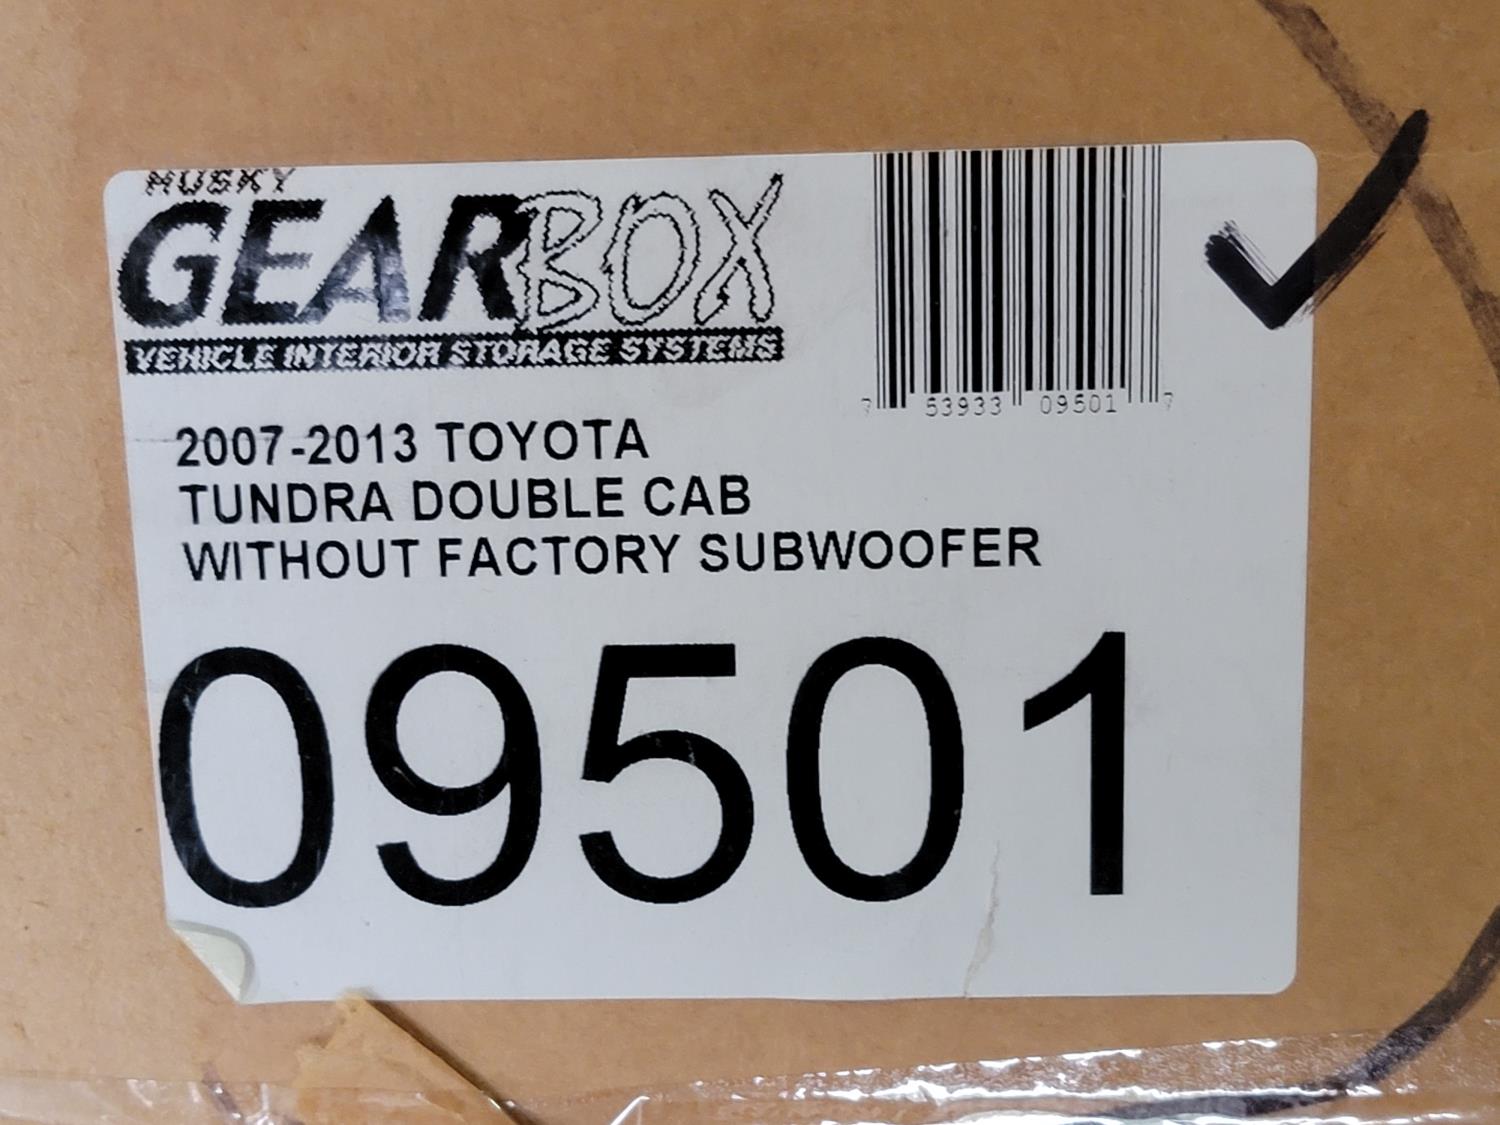 HUSKY
GEARBOX
VEHICLE INTERIOR STORAGE SYSTEMS
7 53933 09501 7
2007-2013 TOYOTA
TUNDRA DOUBLE CAB
WITHOUT FACTORY SUBWOOFER
09501